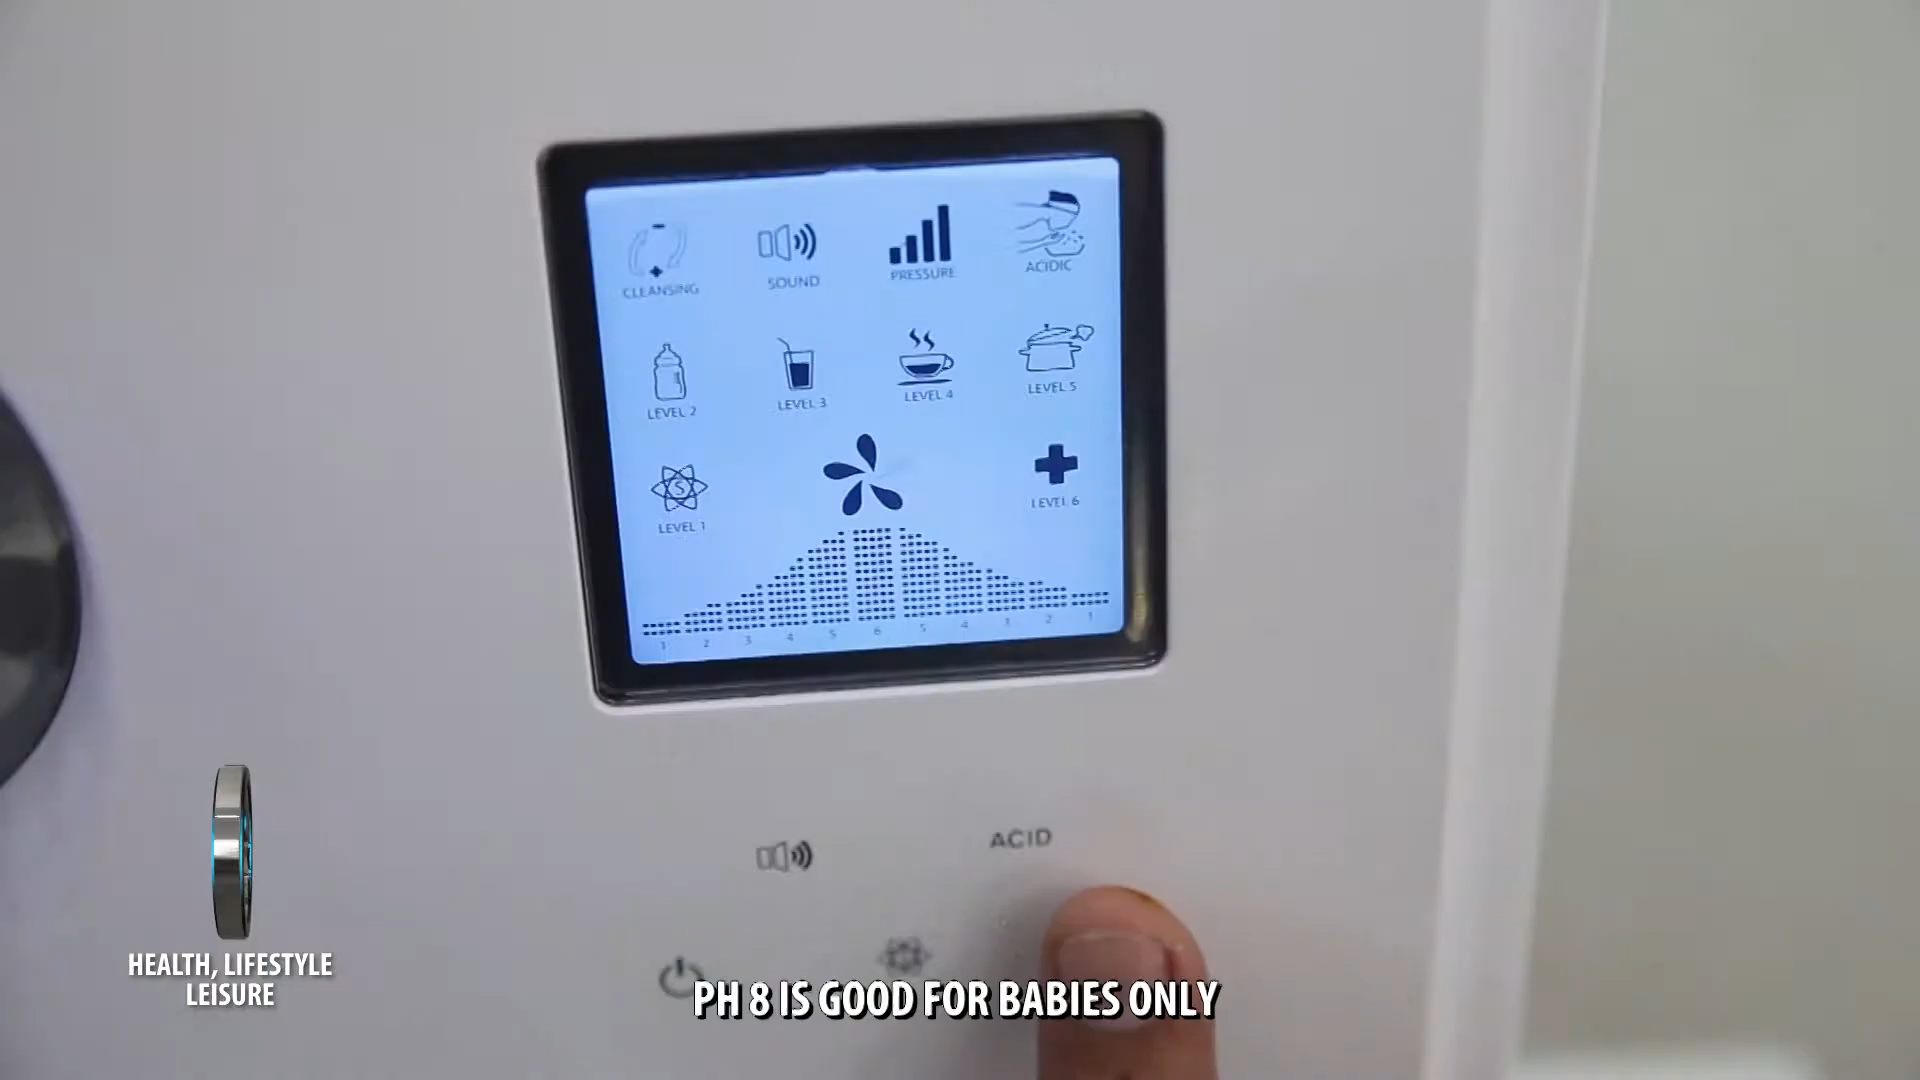 CLEANSING
SOUND
PRESSURE
ACIDIC
LEVEL 2
LEVEL 3
LEVEL 4
LEVEL 5
S
LEVEL 1
LEVEL 6
1 2 3 4 5 6 5 4 3 2 1
ACID
HEALTH, LIFESTYLE
LEISURE
PH 8 IS GOOD FOR BABIES ONLY